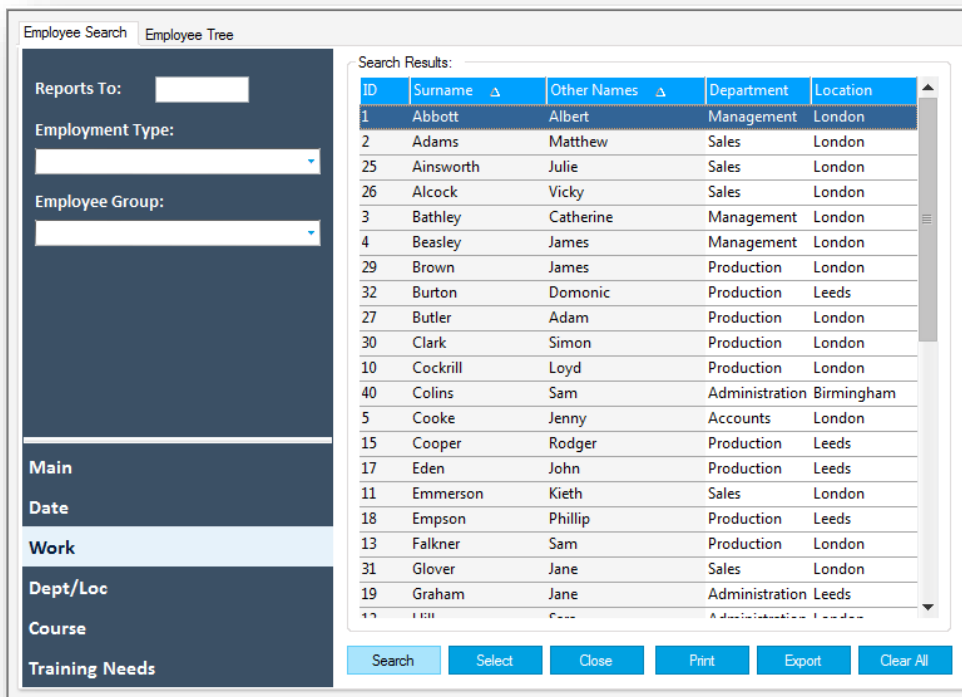 Employee Search Employee Tree
Reports To:
Employment Type:
Employee Group:
Main
Date
Work
Dept/Loc
Course
Training Needs
Search Results:
ID Surname Other Names Department Location
1 Abbott Albert Management London
2 Adams Matthew Sales London
25 Ainsworth Julie Sales London
26 Alcock Vicky Sales London
3 Bathley Catherine Management London
4 Beasley James Management London
29 Brown James Production London
32 Burton Domonic Production Leeds
27 Butler Adam Production London
30 Clark Simon Production London
10 Cockrill Loyd Production London
40 Colins Sam Administration Birmingham
5 Cooke Jenny Accounts London
15 Cooper Rodger Production Leeds
17 Eden John Production Leeds
11 Emmerson Kieth Sales London
18 Empson Phillip Production Leeds
13 Falkner Sam Production London
31 Glover Jane Sales London
19 Graham Jane Administration Leeds
Administration London
Search Select Close Print Export Clear All